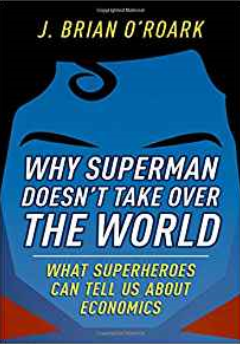 J. BRIAN O'ROARK
WHY SUPERMAN
DOESN'T TAKE OVER
THE WORLD
WHAT SUPERHEROES
CAN TELL US ABOUT
ECONOMICS